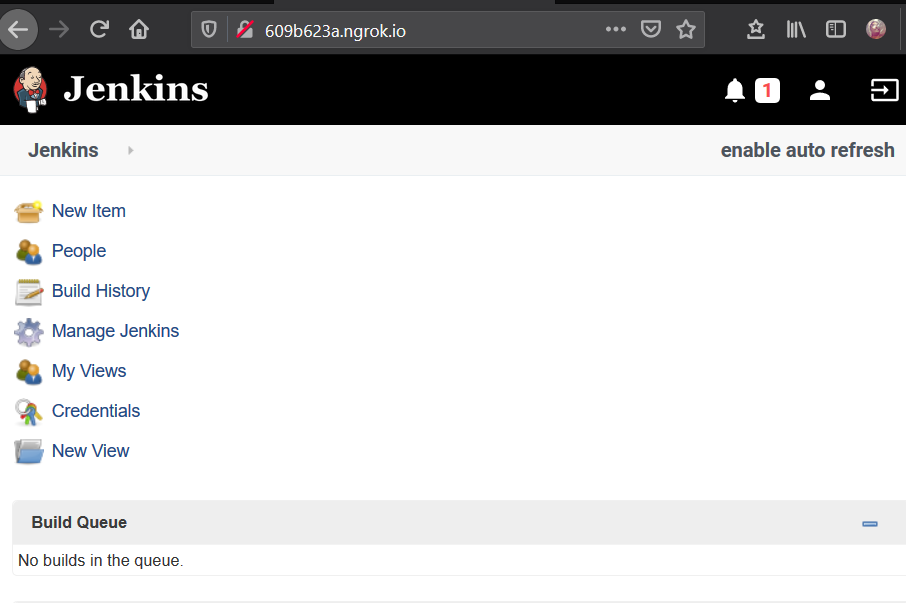 609b623a.ngrok.io
Jenkins
1
Jenkins
enable auto refresh
New Item
People
Build History
Manage Jenkins
My Views
Credentials
New View
Build Queue
No builds in the queue.